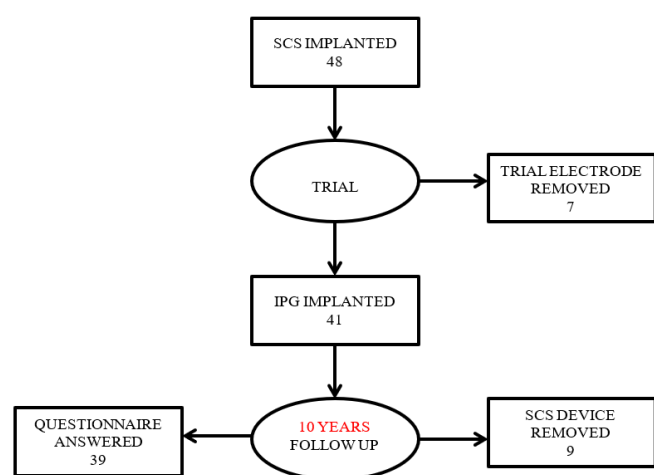 SCS IMPLANTED
48
TRIAL
TRIAL ELECTRODE
REMOVED
7
IPG IMPLANTED
41
QUESTIONNAIRE
ANSWERED
39
10 YEARS
FOLLOW UP
SCS DEVICE
REMOVED
9